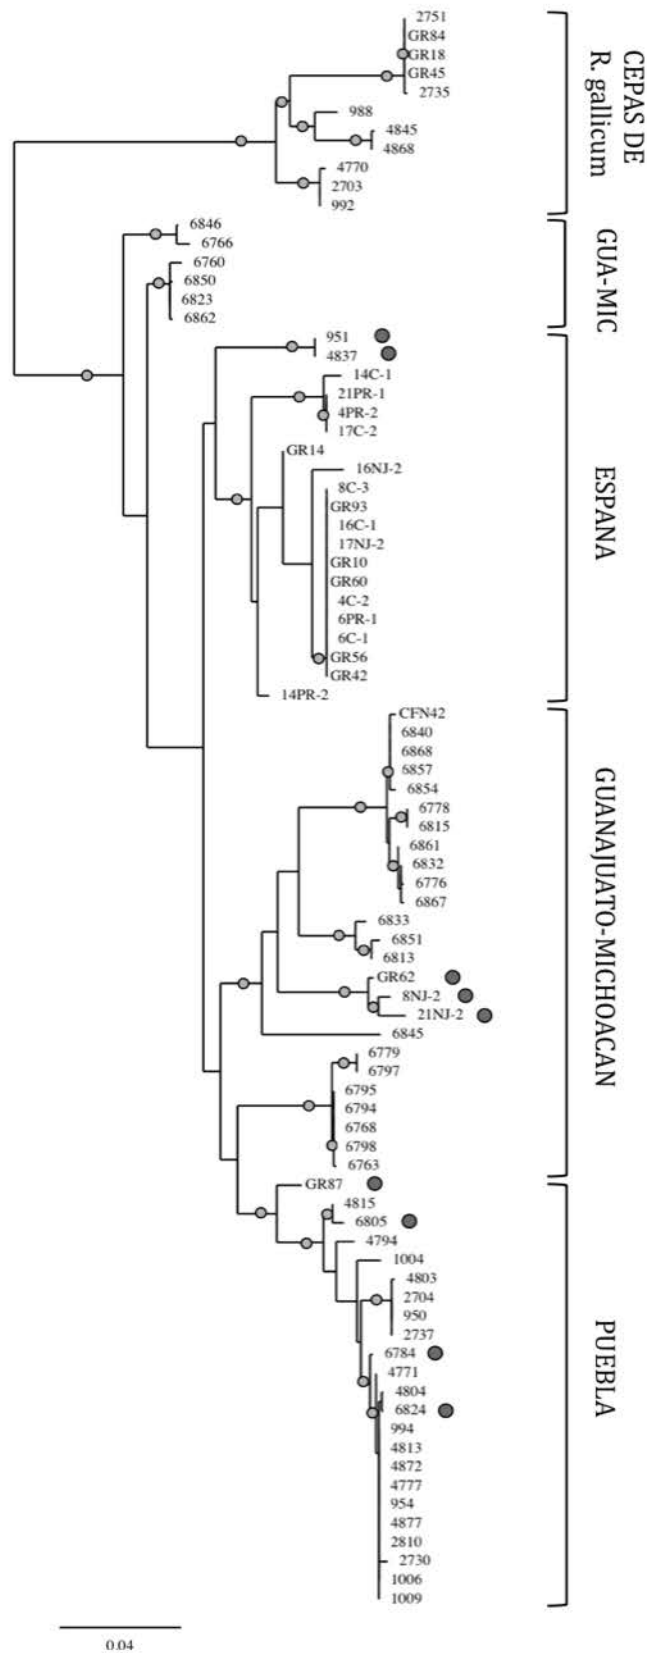 2751
GR84
GR18
GR45
2735
988
4845
4868
4770
2703
992
CEPAS DE
R. gallicum
6846
6766
6760
6850
6823
6862
GUA-MIC
951
4837
14C-1
21PR-1
4PR-2
17C-2
GR14
16NJ-2
8C-3
GR93
16C-1
17NJ-2
GR10
GR60
4C-2
6PR-1
6C-1
GR56
GR42
14PR-2
ESPANA
CFN42
6840
6868
6857
6854
6778
6815
6861
6832
6776
6867
6833
6851
6813
GR62
8NJ-2
21NJ-2
6845
6779
6797
6795
6794
6768
6798
6763
GUANAJUATO-MICHOACAN
GR87
4815
6805
4794
1004
4803
2704
950
2737
6784
4771
4804
6824
994
4813
4872
4777
954
4877
2810
2730
1006
1009
PUEBLA
0.04